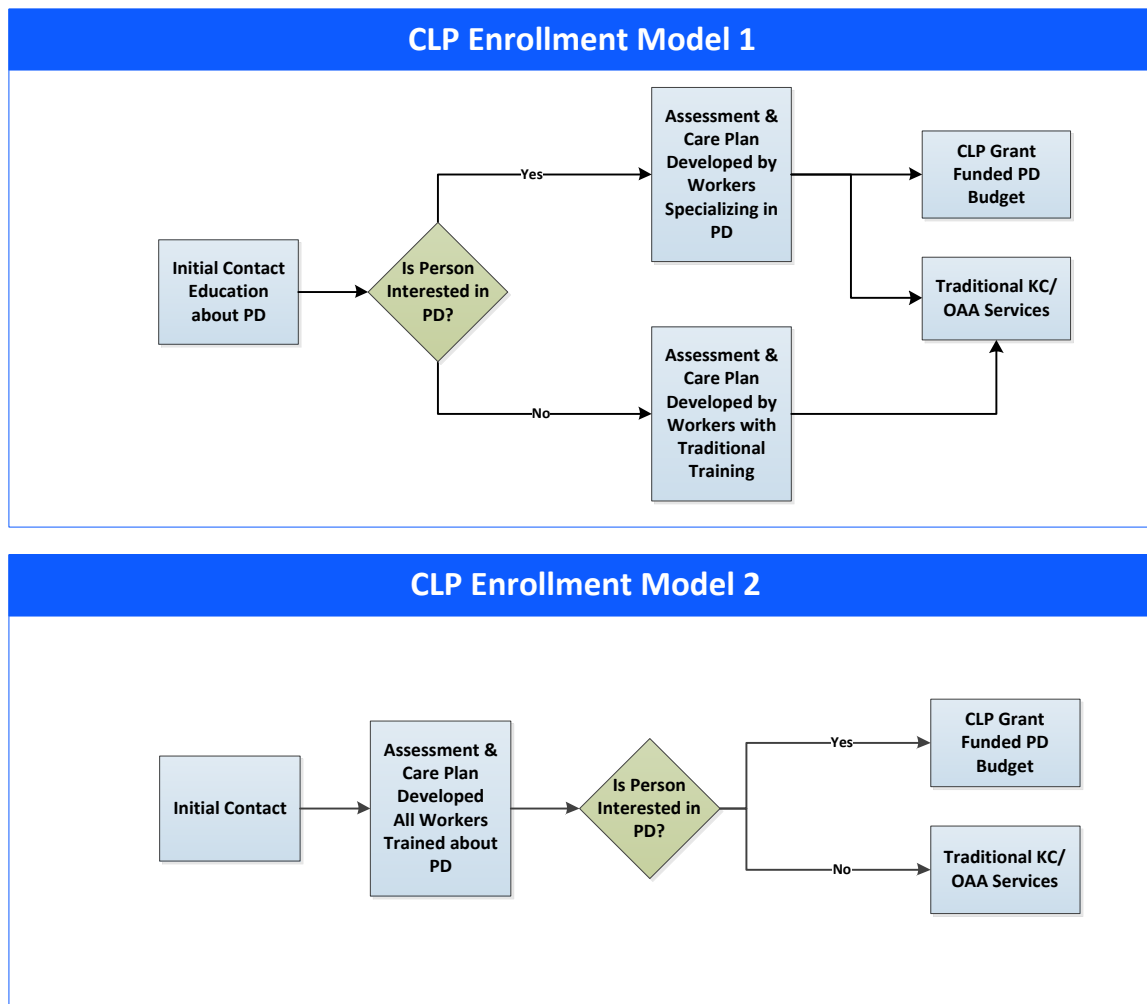 CLP Enrollment Model 1
Initial Contact
Education
about PD
Is Person
Interested in
PD?
Yes
Assessment &
Care Plan
Developed by
Workers
Specializing in
PD
CLP Grant
Funded PD
Budget
Traditional KC/
OAA Services
No
Assessment &
Care Plan
Developed by
Workers with
Traditional
Training
CLP Enrollment Model 2
Initial Contact
Assessment &
Care Plan
Developed
All Workers
Trained about
PD
Is Person
Interested in
PD?
Yes
CLP Grant
Funded PD
Budget
No
Traditional KC/
OAA Services